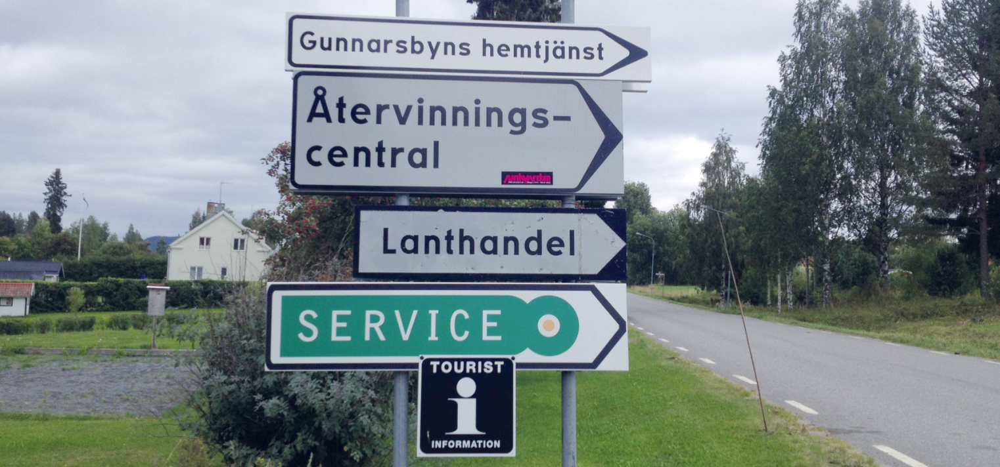 Gunnarsbyns hemtjänst
Återvinnings-
central
Lanthandel
SERVICE
TOURIST
i
INFORMATION